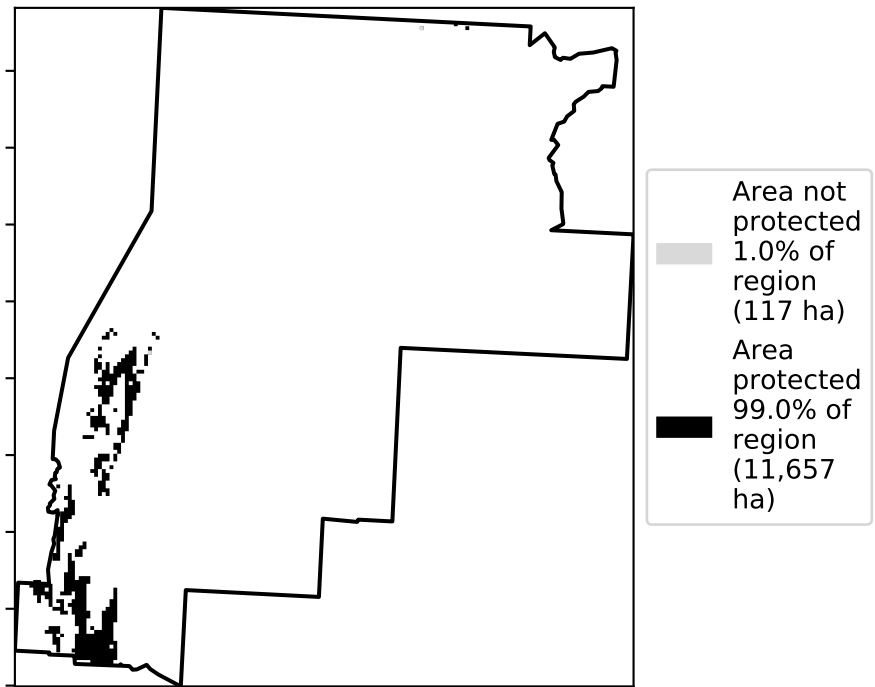 Area not
protected
1.0% of
region
(117 ha)
Area
protected
99.0% of
region
(11,657
ha)